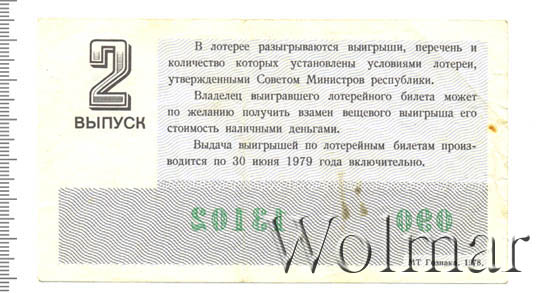 2
ВЫПУСК
В лотерее разыгрываются выигрыши, перечень и
количество которых установлены условиями лотереи,
утвержденными Советом Министров республики.
Владелец выигравшего лотерейного билета может
по желанию получить взамен вещевого выигрыша его
стоимость наличными деньгами.
Выдача выигрышей по лотерейным билетам произ-
водится по 30 июня 1979 года включительно.
090 13102
Wolmar
МТ Гознака. 1978.